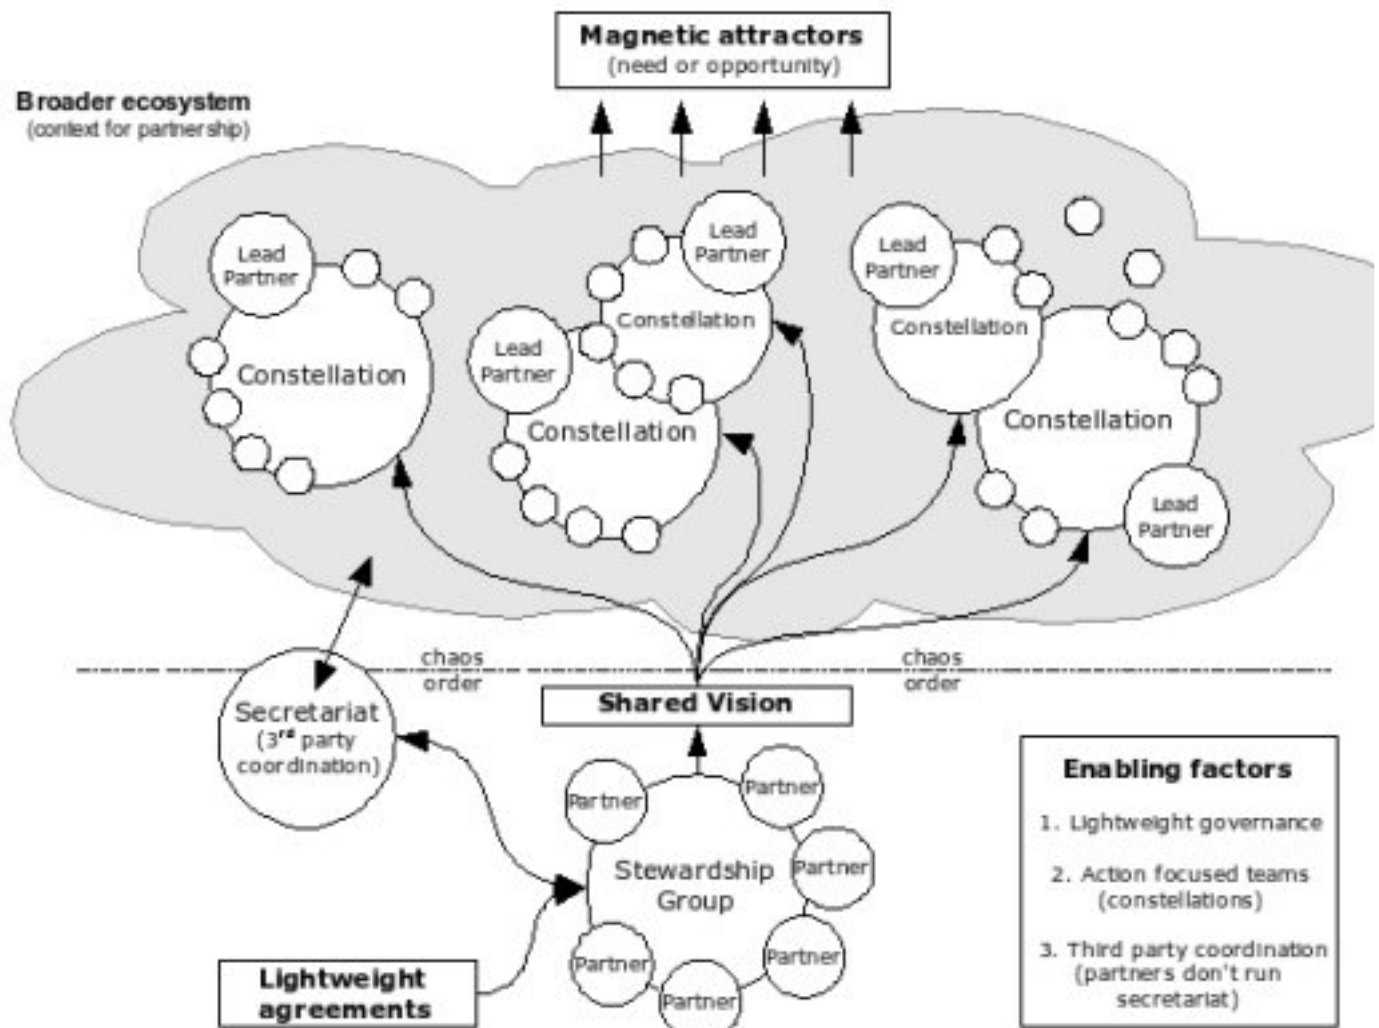 Magnetic attractors
(need or opportunity)
Broader ecosystem
(context for partnership)
Lead
Partner
Constellation
Lead
Partner
Constellation
Lead
Partner
Constellation
Lead
Partner
Constellation
Constellation
Lead
Partner
chaos
order
chaos
order
Shared Vision
Secretariat
(3rd party
coordination)
Partner
Partner
Partner
Partner
Partner
Partner
Stewardship
Group
Lightweight
agreements
Enabling factors
1. Lightweight governance
2. Action focused teams
(constellations)
3. Third party coordination
(partners don't run
secretariat)